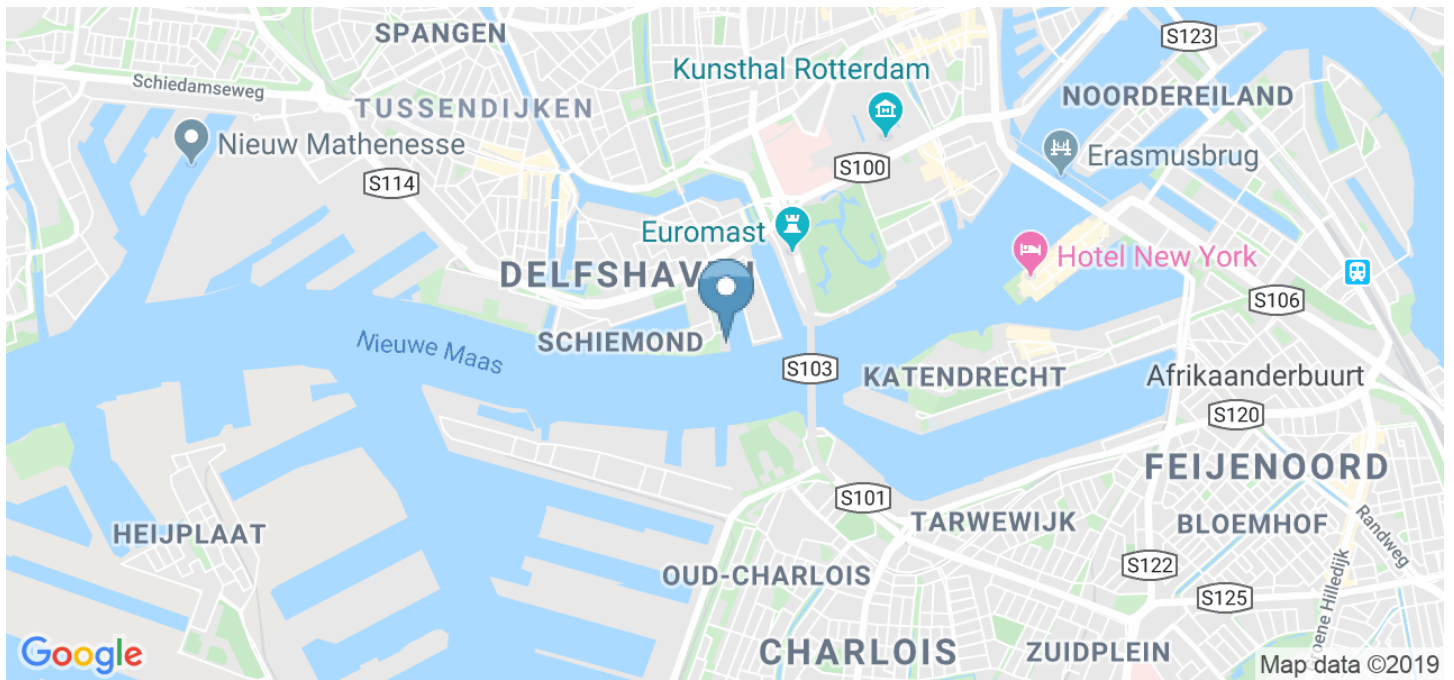 SPANGEN
S123
Kunsthal Rotterdam
Schiedamseweg
TUSSENDIJKEN
NOORDEREILAND
Nieuw Mathenesse
Erasmusbrug
S100
S114
Euromast
Hotel New York
DELFSHAVEN
S106
Nieuwe Maas
SCHIEMOND
S103
KATENDRECHT
Afrikaanderbuurt
S120
FEIJENOORD
S101
TARWEWIJK
BLOEMHOF
Randweg
HEIJPLAAT
S122
OUD-CHARLOIS
S125
Hilledijk
CHARLOIS
ZUIDPLEIN
Google
Map data ©2019